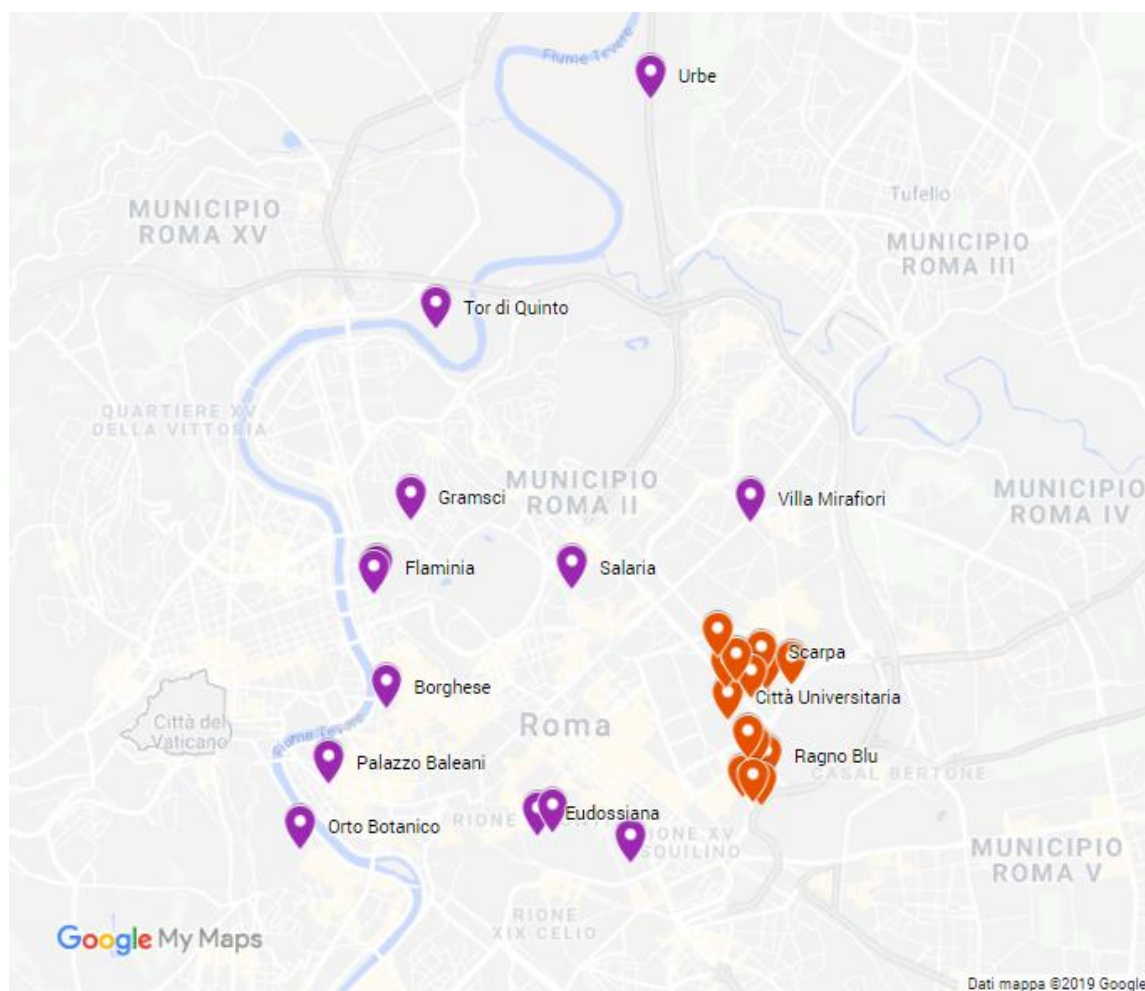 Fiume Tevere
Urbe
Tufello
MUNICIPIO
ROMA XV
MUNICIPIO
ROMA III
Tor di Quinto
QUARTIERE XV
DELLA VITTORIA
Gramsci
MUNICIPIO
ROMA II
Villa Mirafiori
MUNICIPIO
ROMA IV
Flaminia
Salaria
Scarpa
Borghese
Città Universitaria
Città del
Vaticano
Fiume Tevere
Roma
Palazzo Baleani
Ragno Blu
CASAL BERTONE
Orto Botanico
RIONE
Eudossiana
RIONE XV
SQUILINO
MUNICIPIO
ROMA V
RIONE
XIX CELIO
Google My Maps
Dati mappa ©2019 Google